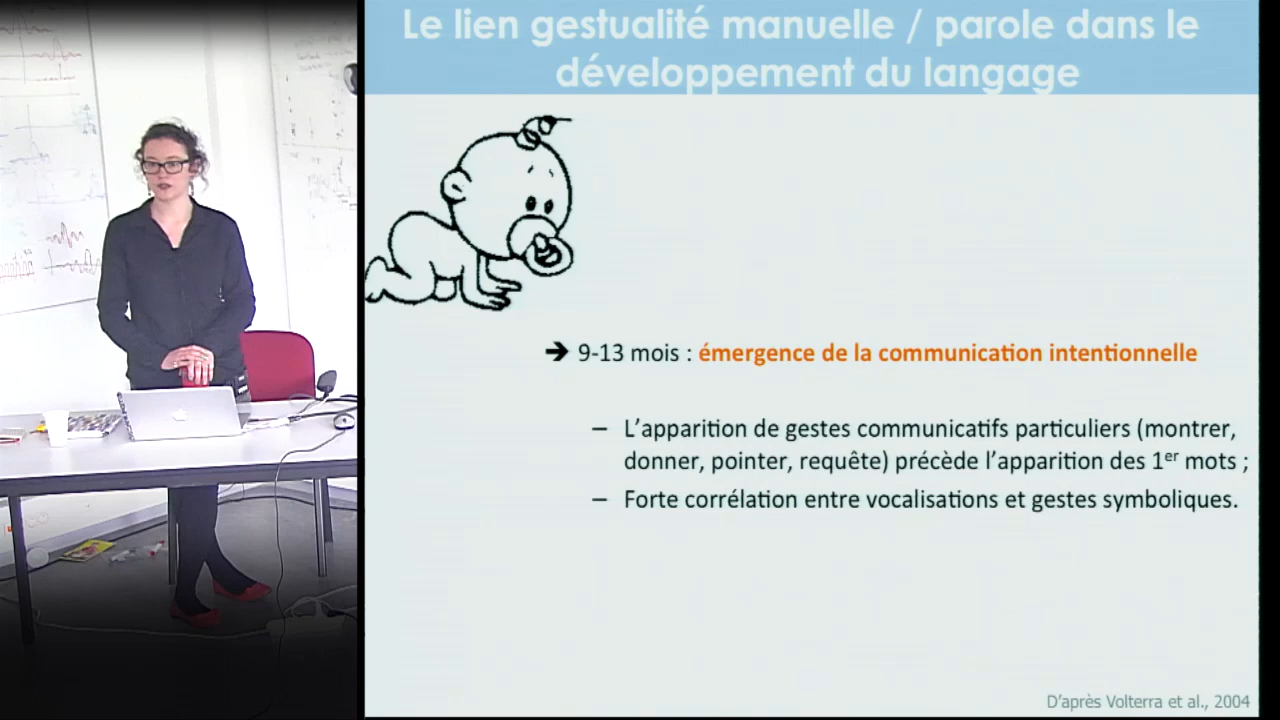 Le lien gestualité manuelle / parole dans le
développement du langage
➔ 9-13 mois : émergence de la communication intentionnelle
– L’apparition de gestes communicatifs particuliers (montrer,
donner, pointer, requête) précède l’apparition des 1er mots ;
– Forte corrélation entre vocalisations et gestes symboliques.
D’après Volterra et al., 2004